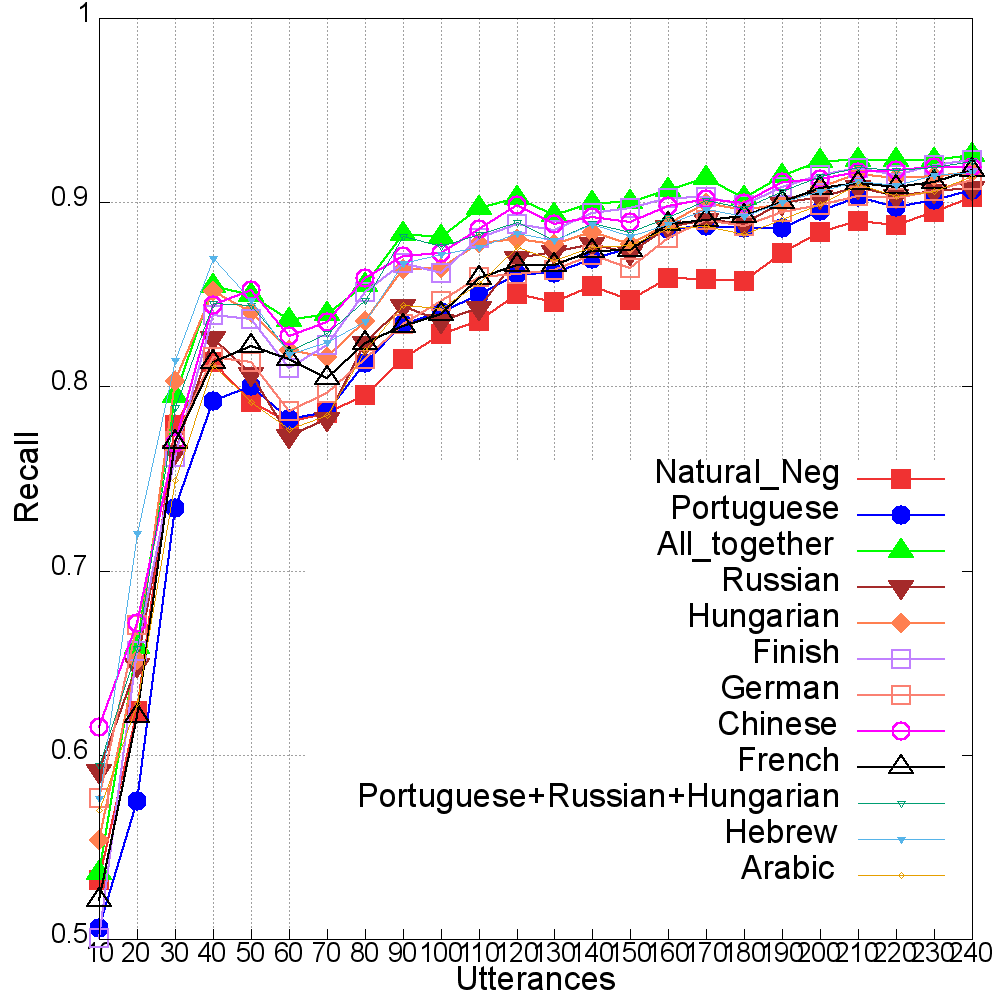 1
0.9
0.8
0.7
0.6
0.5
Recall
Natural_Neg
Portuguese
All_together
Russian
Hungarian
Finish
German
Chinese
French
Portuguese+Russian+Hungarian
Hebrew
Arabic
10 20 30 40 50 60 70 80 90 100 110 120 130 140 150 160 170 180 190 200 210 220 230 240
Utterances